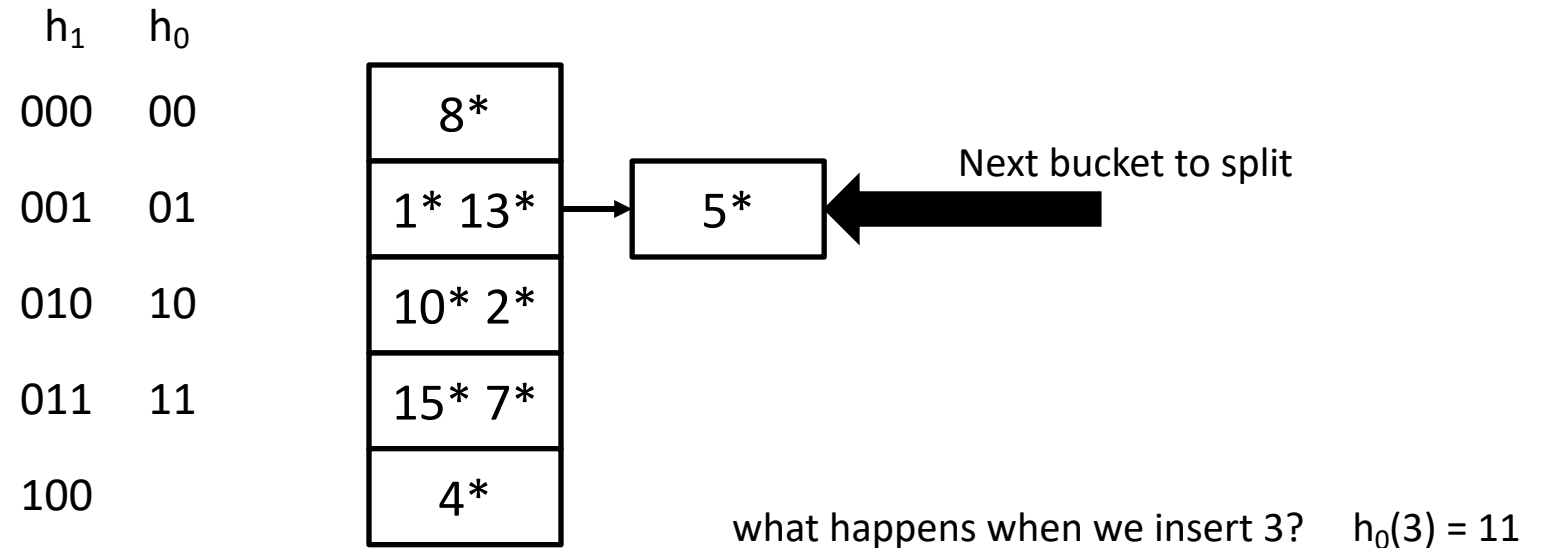 h₁ h₀
000 00 8*
Next bucket to split
001 01 1* 13* 5*
010 10 10* 2*
011 11 15* 7*
100 4*
what happens when we insert 3? h₀(3) = 11